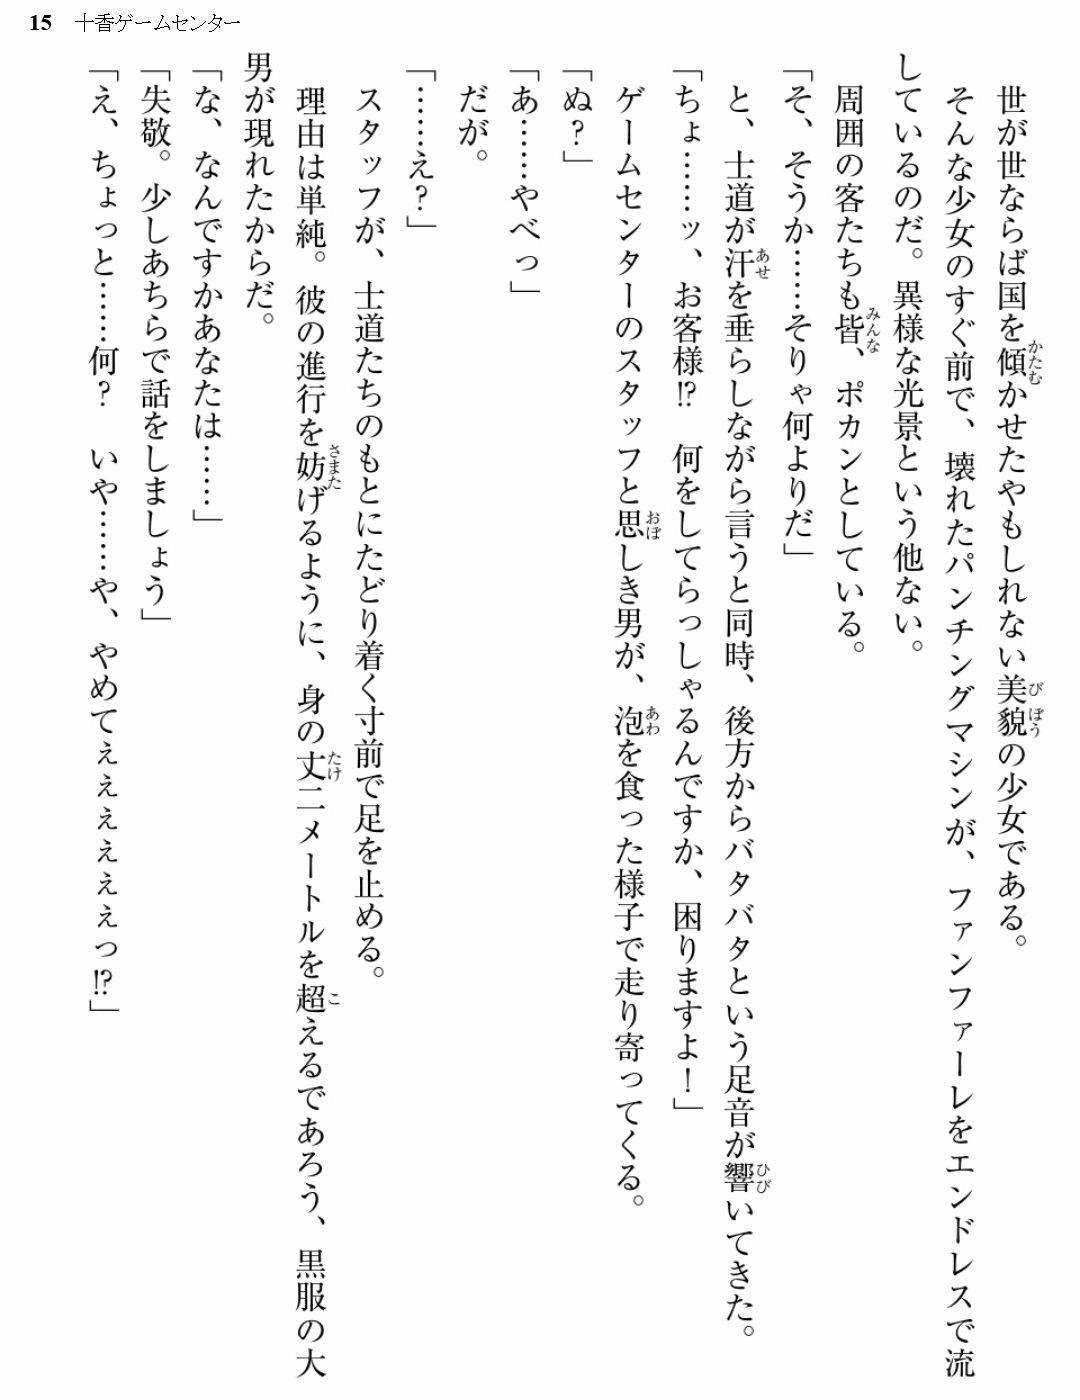 15 十香ゲームセンター
世が世ならば国を傾かせたやもしれない美貌の少女である。
そんな少女のすぐ前で、壊れたパンチングマシンが、ファンファーレをエンドレスで流
しているのだ。異様な光景という他ない。
周囲の客たちも皆、ポカンとしている。
「そ、そうか……そりゃ何よりだ」
と、士道が汗を垂らしながら言うと同時、後方からバタバタという足音が響いてきた。
「ちょ……ッ、お客様⁉　何をしてらっしゃるんですか、困りますよ！」
ゲームセンターのスタッフと思しき男が、泡を食った様子で走り寄ってくる。
「ぬ？」
「あ……やべっ」
だが。
「……え？」
スタッフが、士道たちのもとにたどり着く寸前で足を止める。
理由は単純。彼の進行を妨げるように、身の丈二メートルを超えるであろう、黒服の大
男が現れたからだ。
「な、なんですかあなたは……」
「失敬。少しあちらで話をしましょう」
「え、ちょっと……何？　いや……や、やめてぇぇぇぇぇぇっ⁉」